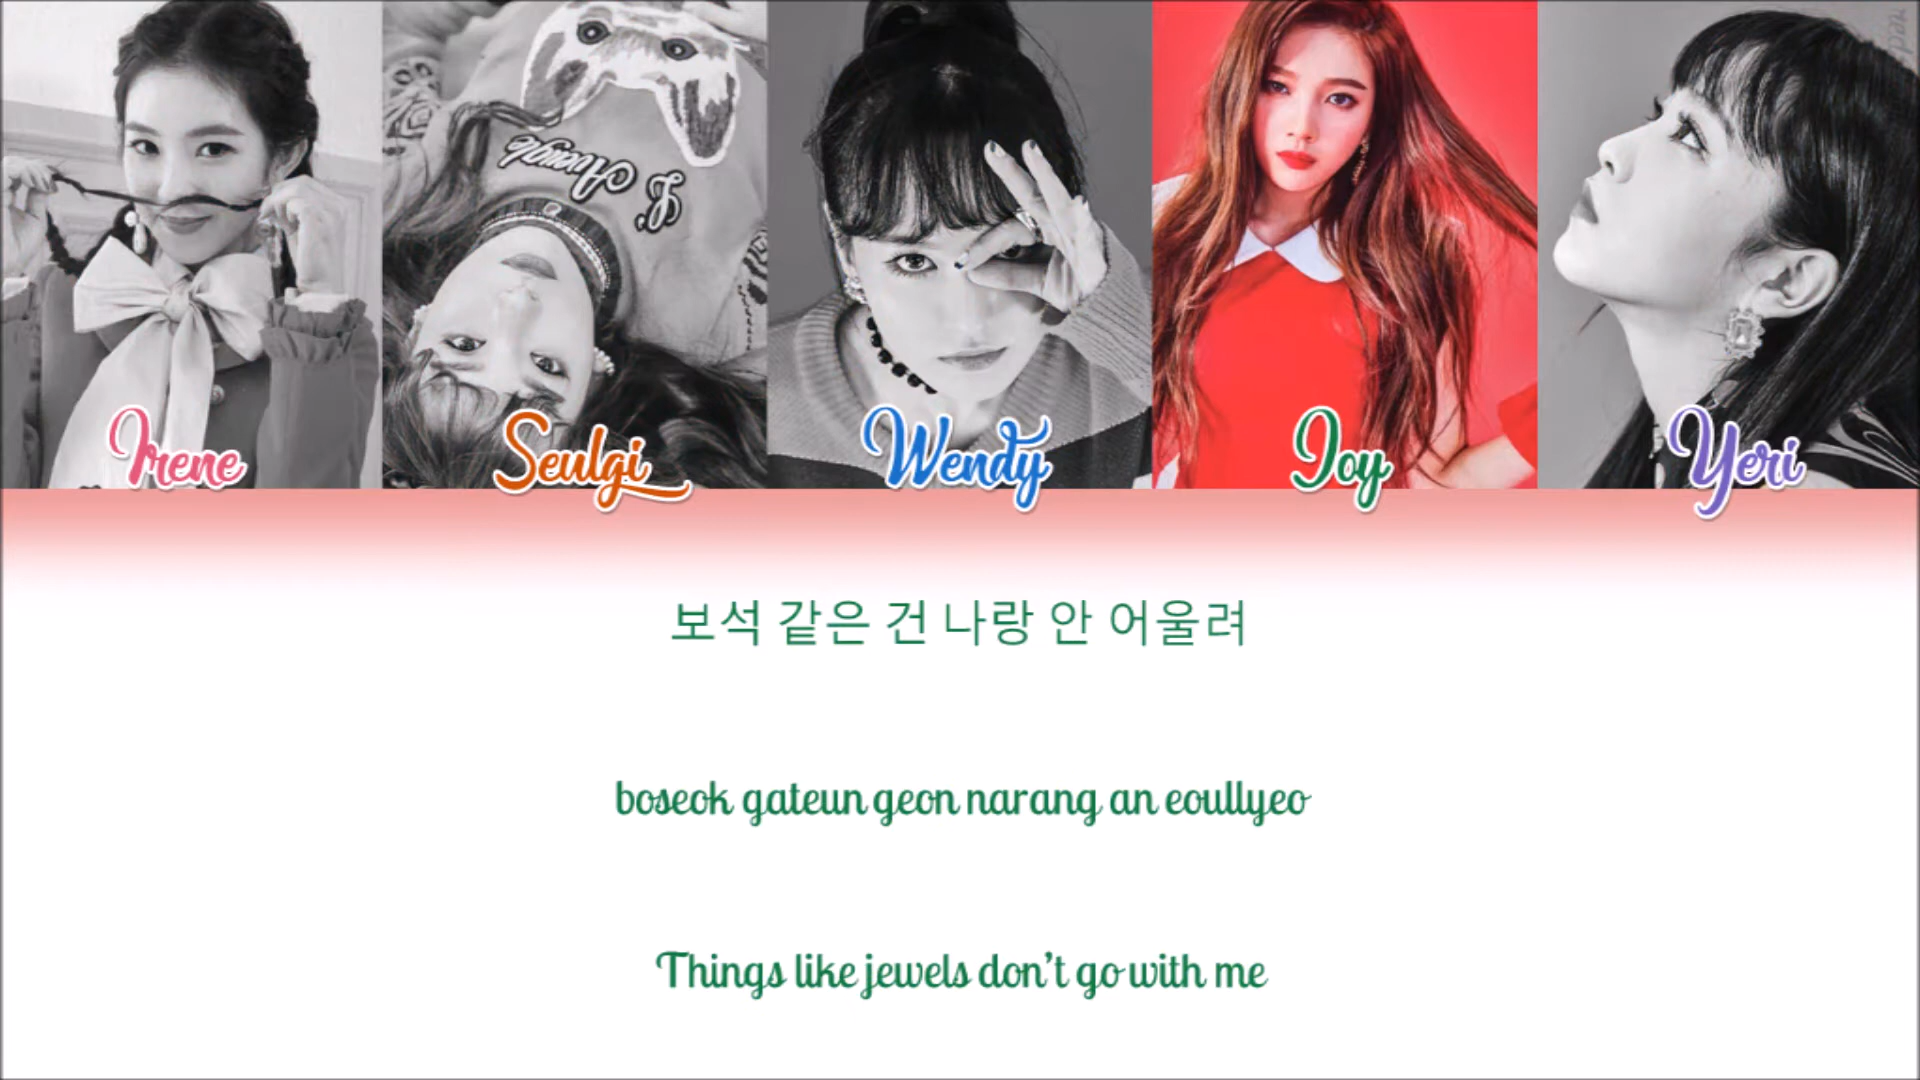 J'Aveugle
Irene
Seulgi
Wendy
Joy
Yeri
보석 같은 건 나랑 안 어울려
boseok gateun geon narang an eoullyeo
Things like jewels don't go with me